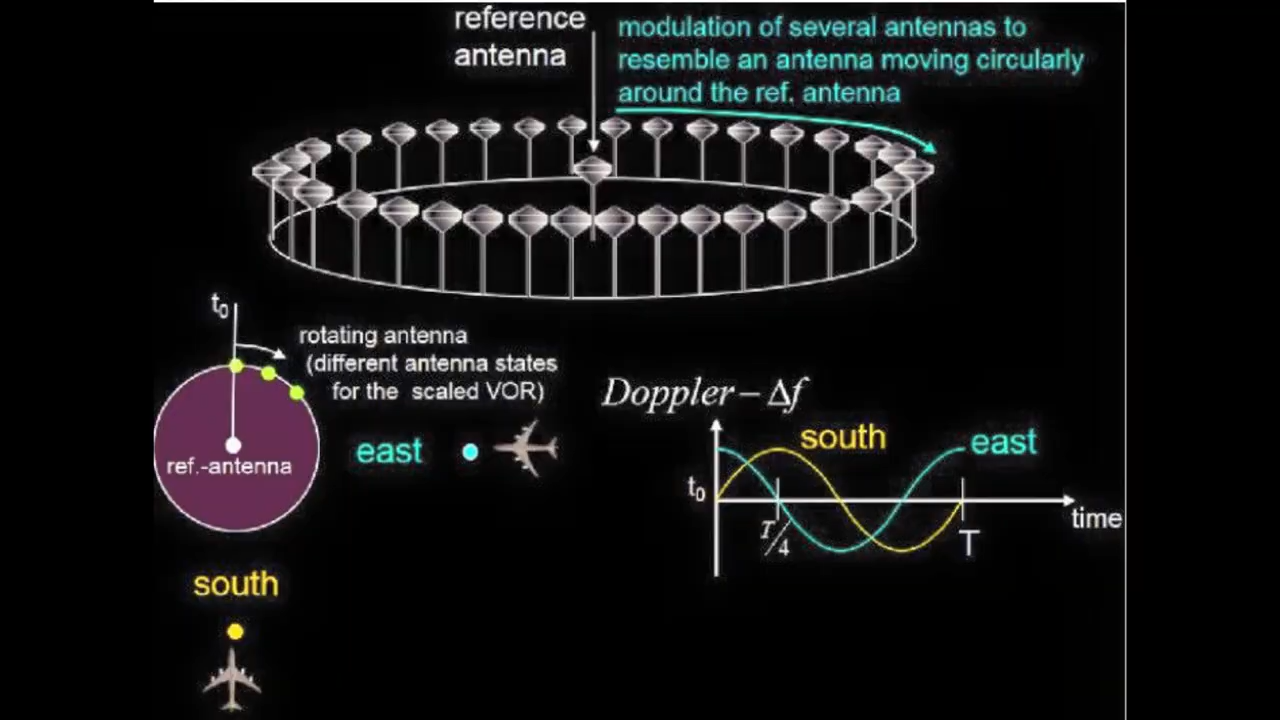 reference
antenna
modulation of several antennas to
resemble an antenna moving circularly
around the ref. antenna
t₀
rotating antenna
(different antenna states
for the scaled VOR)
ref.-antenna
east
south
Doppler – Δf
south
east
t₀
time
T/4
T